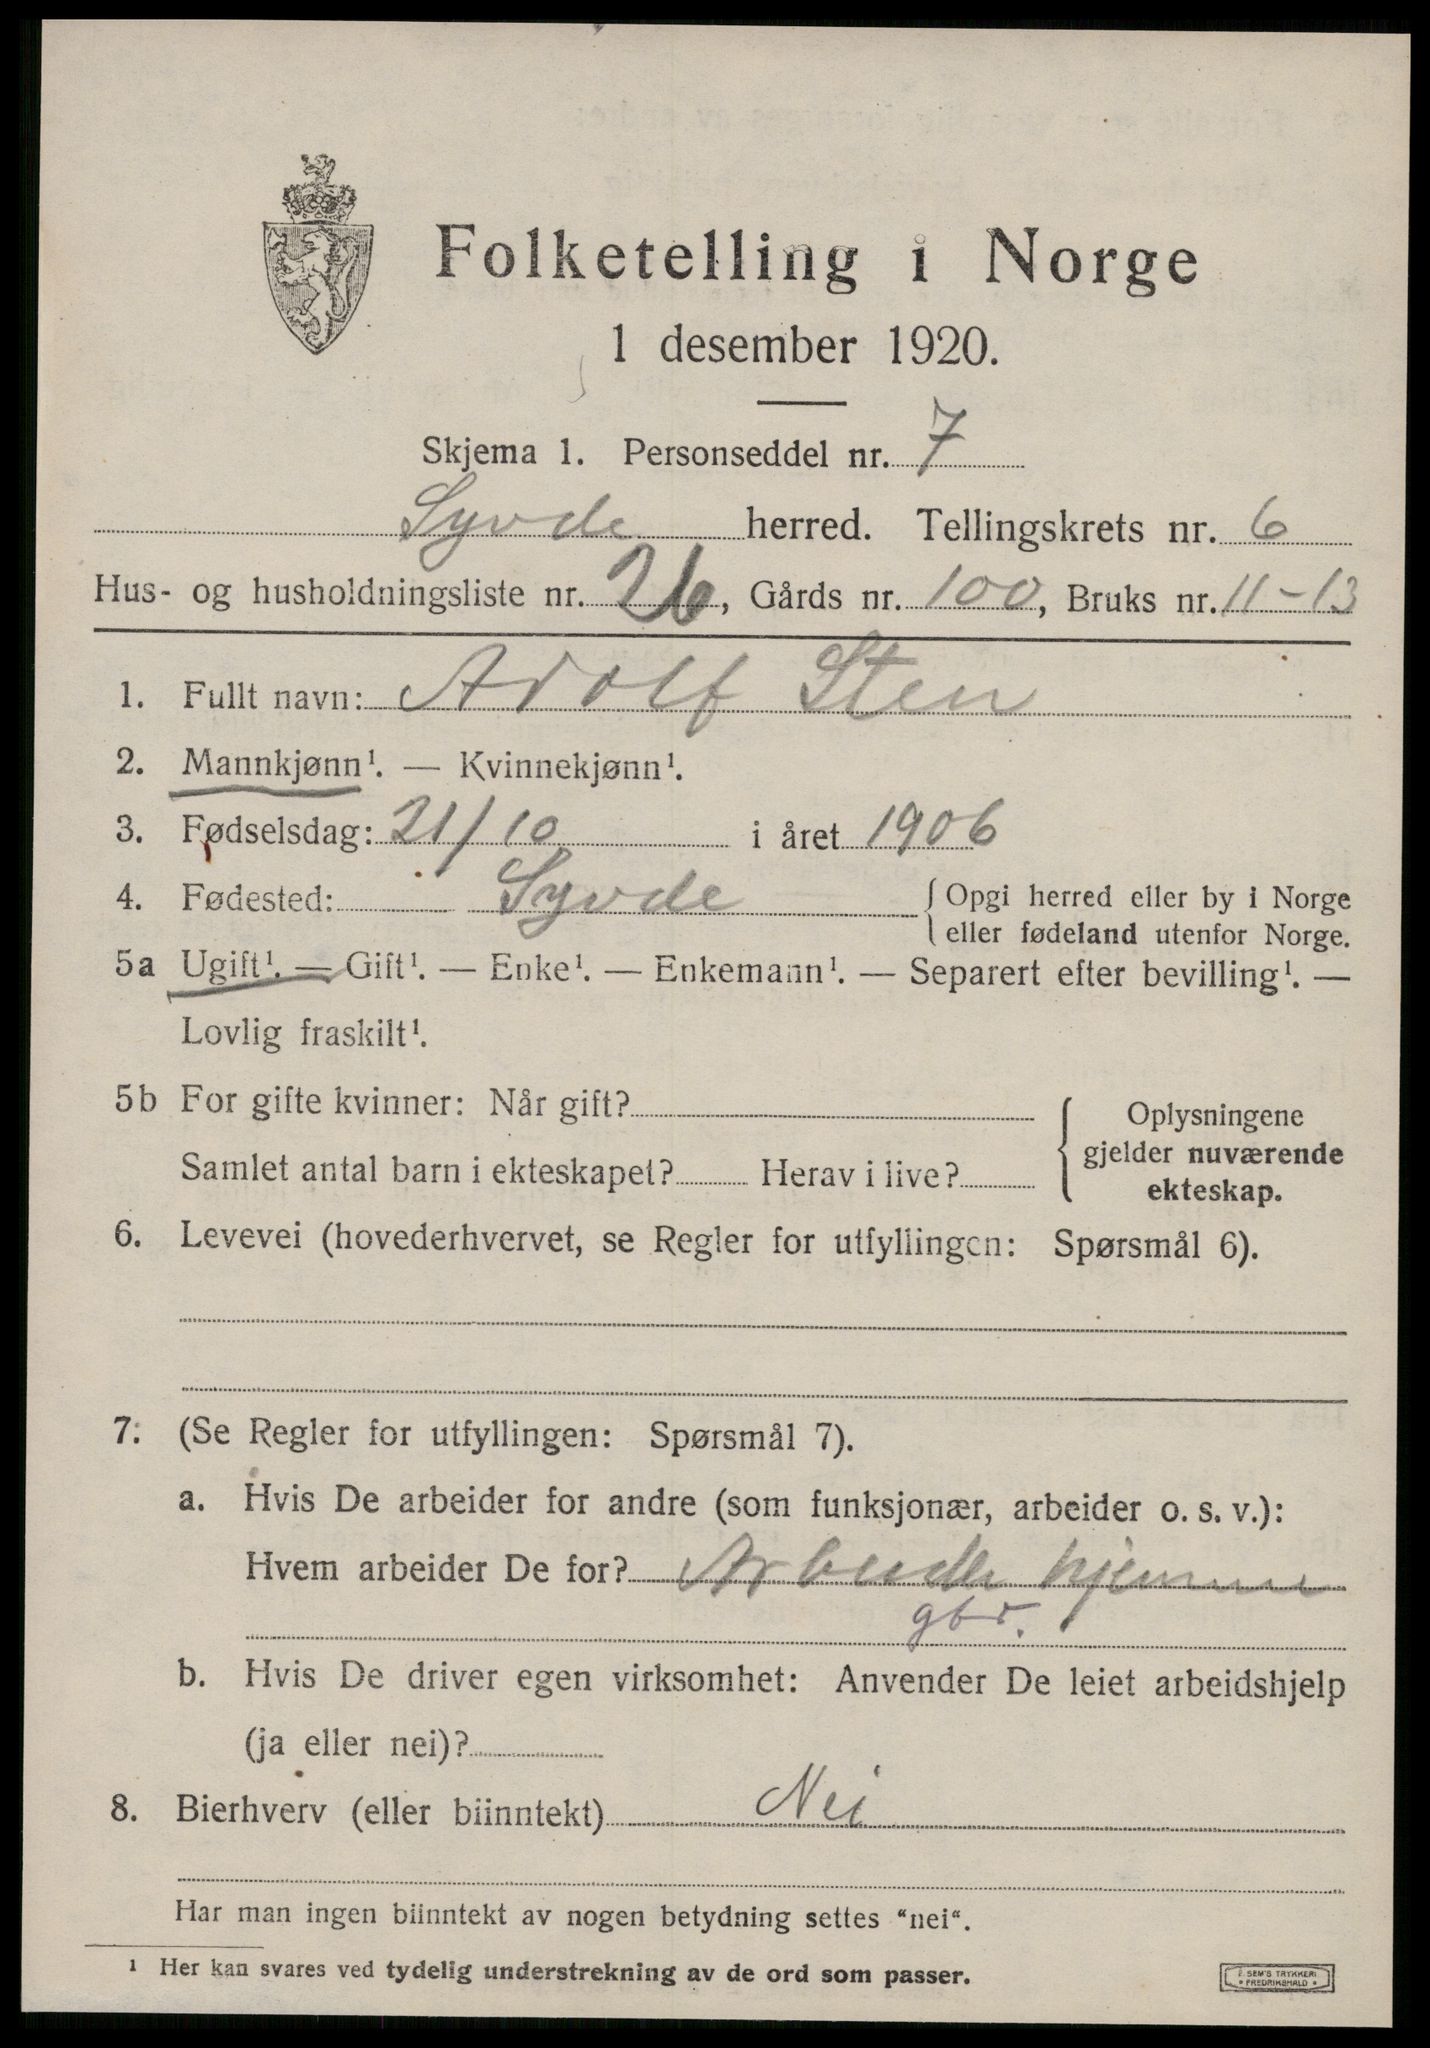 Folketelling i Norge
1 desember 1920.
Skjema 1. Personseddel nr. 7
Syvde herred. Tellingskrets nr. 6
Hus- og husholdningsliste nr. 26, Gårds nr. 100, Bruks nr. 11-13
1. Fullt navn: Adolf Sten
2. Mannkjønn¹. — Kvinnekjønn¹.
3. Fødselsdag: 21/10 i året 1906
4. Fødested: Syvde { Opgi herred eller by i Norge
eller fødeland utenfor Norge.
5a Ugift¹. — Gift¹. — Enke¹. — Enkemann¹. — Separert efter bevilling¹. —
Lovlig fraskilt¹.
5b For gifte kvinner: Når gift?
Samlet antal barn i ekteskapet? Herav i live?
Oplysningene
gjelder nuværende
ekteskap.
6. Levevei (hovederhvervet, se Regler for utfyllingen: Spørsmål 6).
7. (Se Regler for utfyllingen: Spørsmål 7).
a. Hvis De arbeider for andre (som funksjonær, arbeider o. s. v.):
Hvem arbeider De for? Arbeider hjemme
gbr.
b. Hvis De driver egen virksomhet: Anvender De leiet arbeidshjelp
(ja eller nei)?
8. Bierhverv (eller biinntekt) Nei
Har man ingen biinntekt av nogen betydning settes “nei“.
¹ Her kan svares ved tydelig understrekning av de ord som passer.
SEM'S TRYKKERI
FREDRIKSHALD